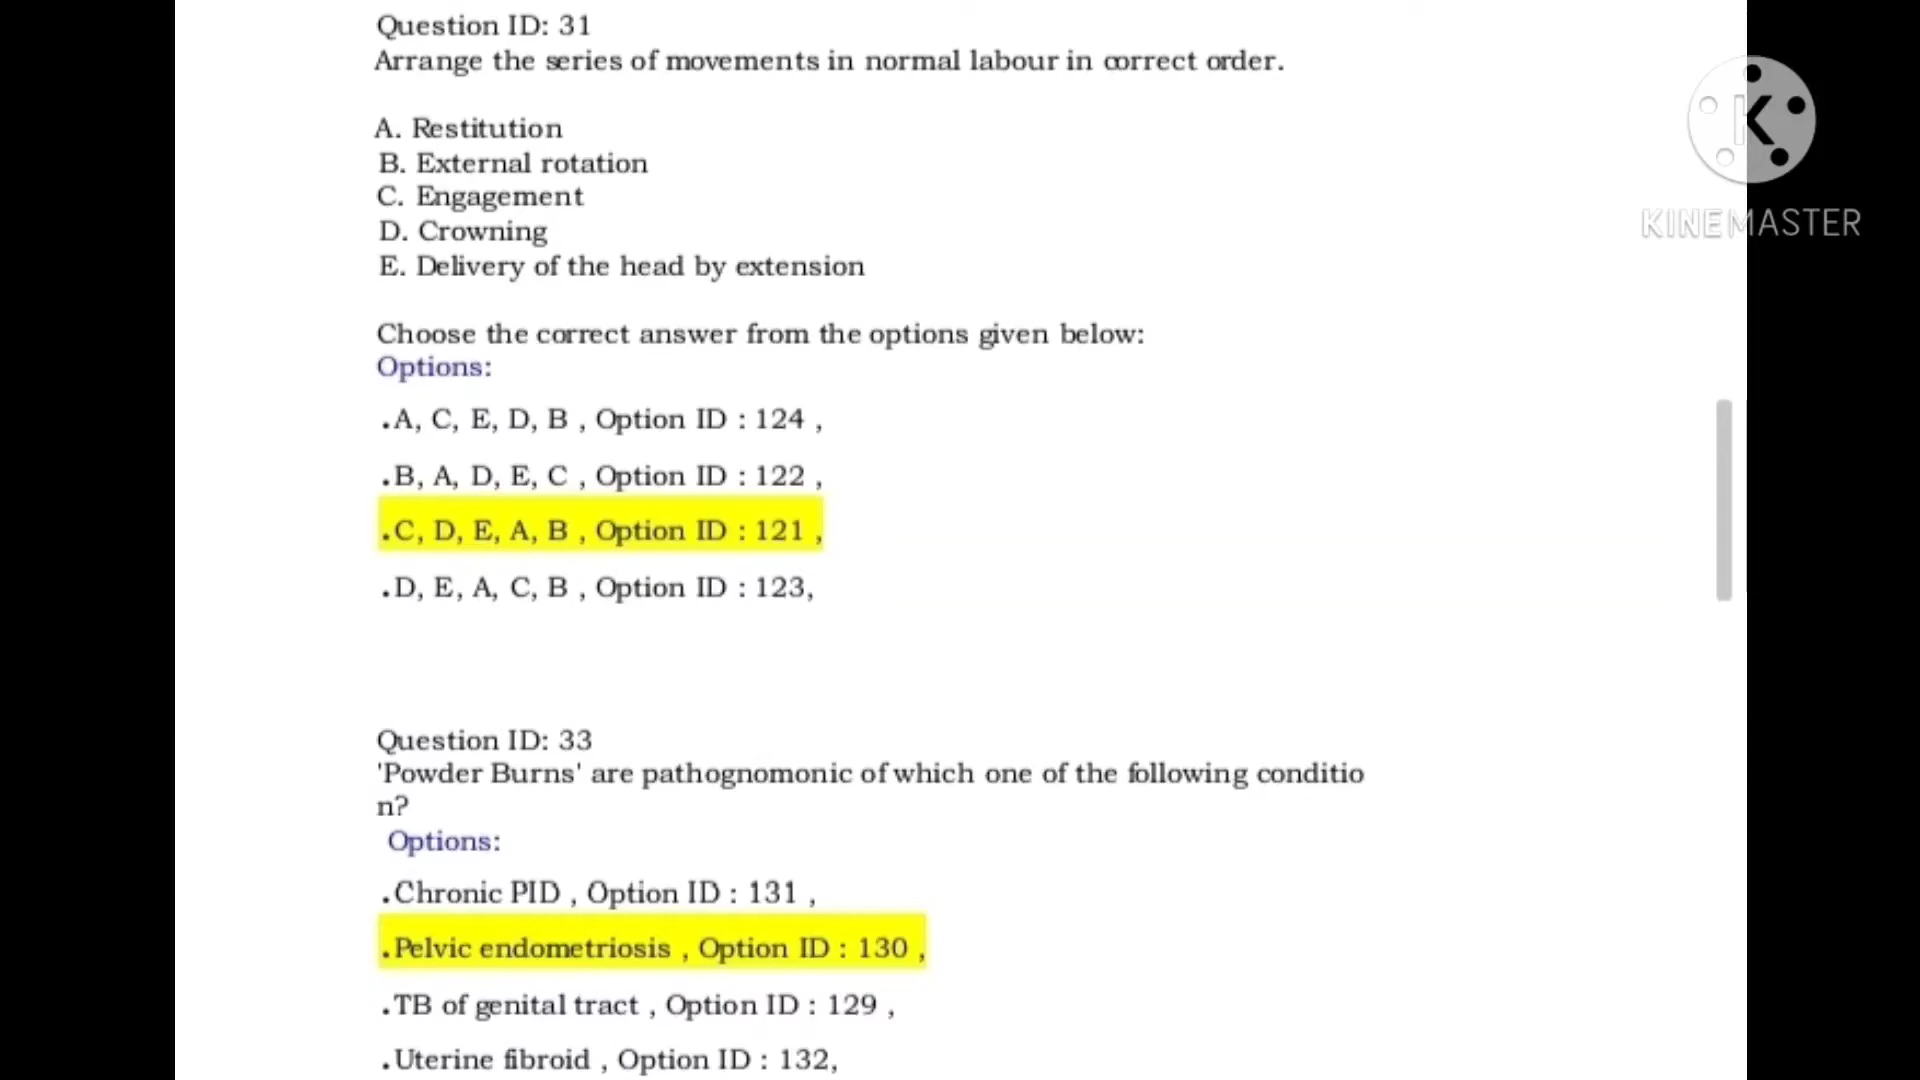 Question ID: 31
Arrange the series of movements in normal labour in correct order.
A. Restitution
B. External rotation
C. Engagement
D. Crowning
E. Delivery of the head by extension
Choose the correct answer from the options given below:
Options:
.A, C, E, D, B , Option ID : 124 ,
.B, A, D, E, C , Option ID : 122 ,
.C, D, E, A, B , Option ID : 121 ,
.D, E, A, C, B , Option ID : 123,
Question ID: 33
'Powder Burns' are pathognomonic of which one of the following conditio
n?
Options:
.Chronic PID , Option ID : 131 ,
.Pelvic endometriosis , Option ID : 130 ,
.TB of genital tract , Option ID : 129 ,
.Uterine fibroid , Option ID : 132,
K
KINEMASTER